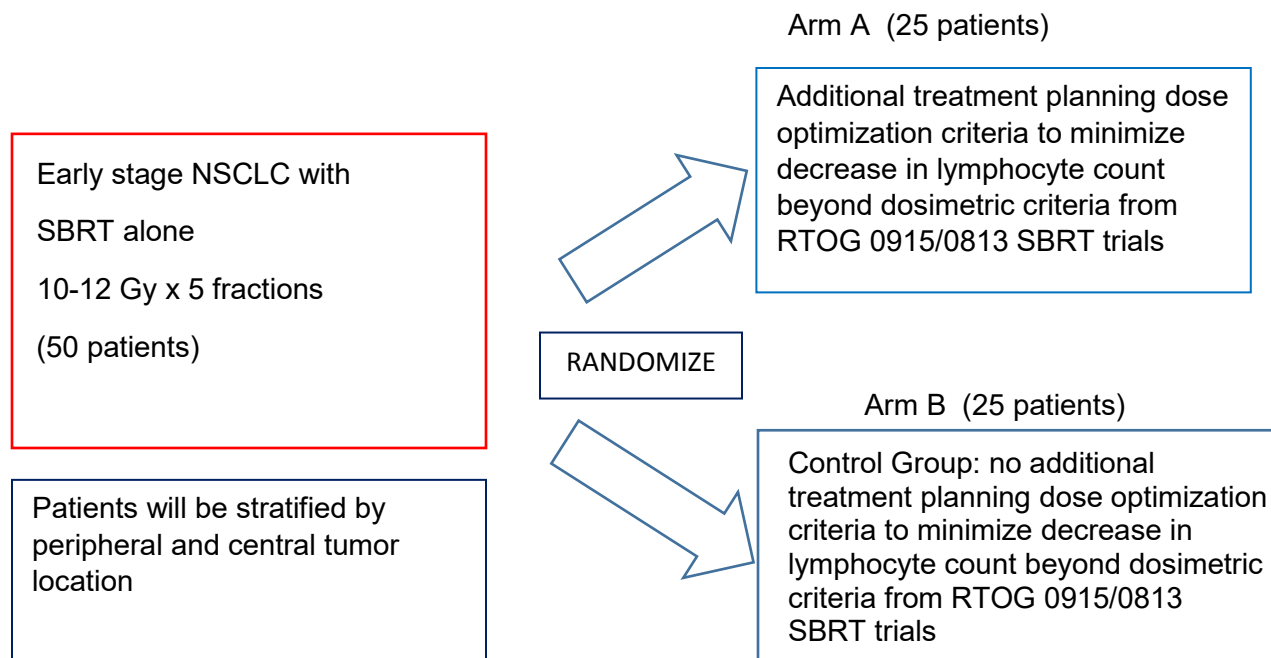 Early stage NSCLC with
SBRT alone
10-12 Gy x 5 fractions
(50 patients)
Patients will be stratified by
peripheral and central tumor
location
RANDOMIZE
Arm A (25 patients)
Additional treatment planning dose
optimization criteria to minimize
decrease in lymphocyte count
beyond dosimetric criteria from
RTOG 0915/0813 SBRT trials
Arm B (25 patients)
Control Group: no additional
treatment planning dose optimization
criteria to minimize decrease in
lymphocyte count beyond dosimetric
criteria from RTOG 0915/0813
SBRT trials